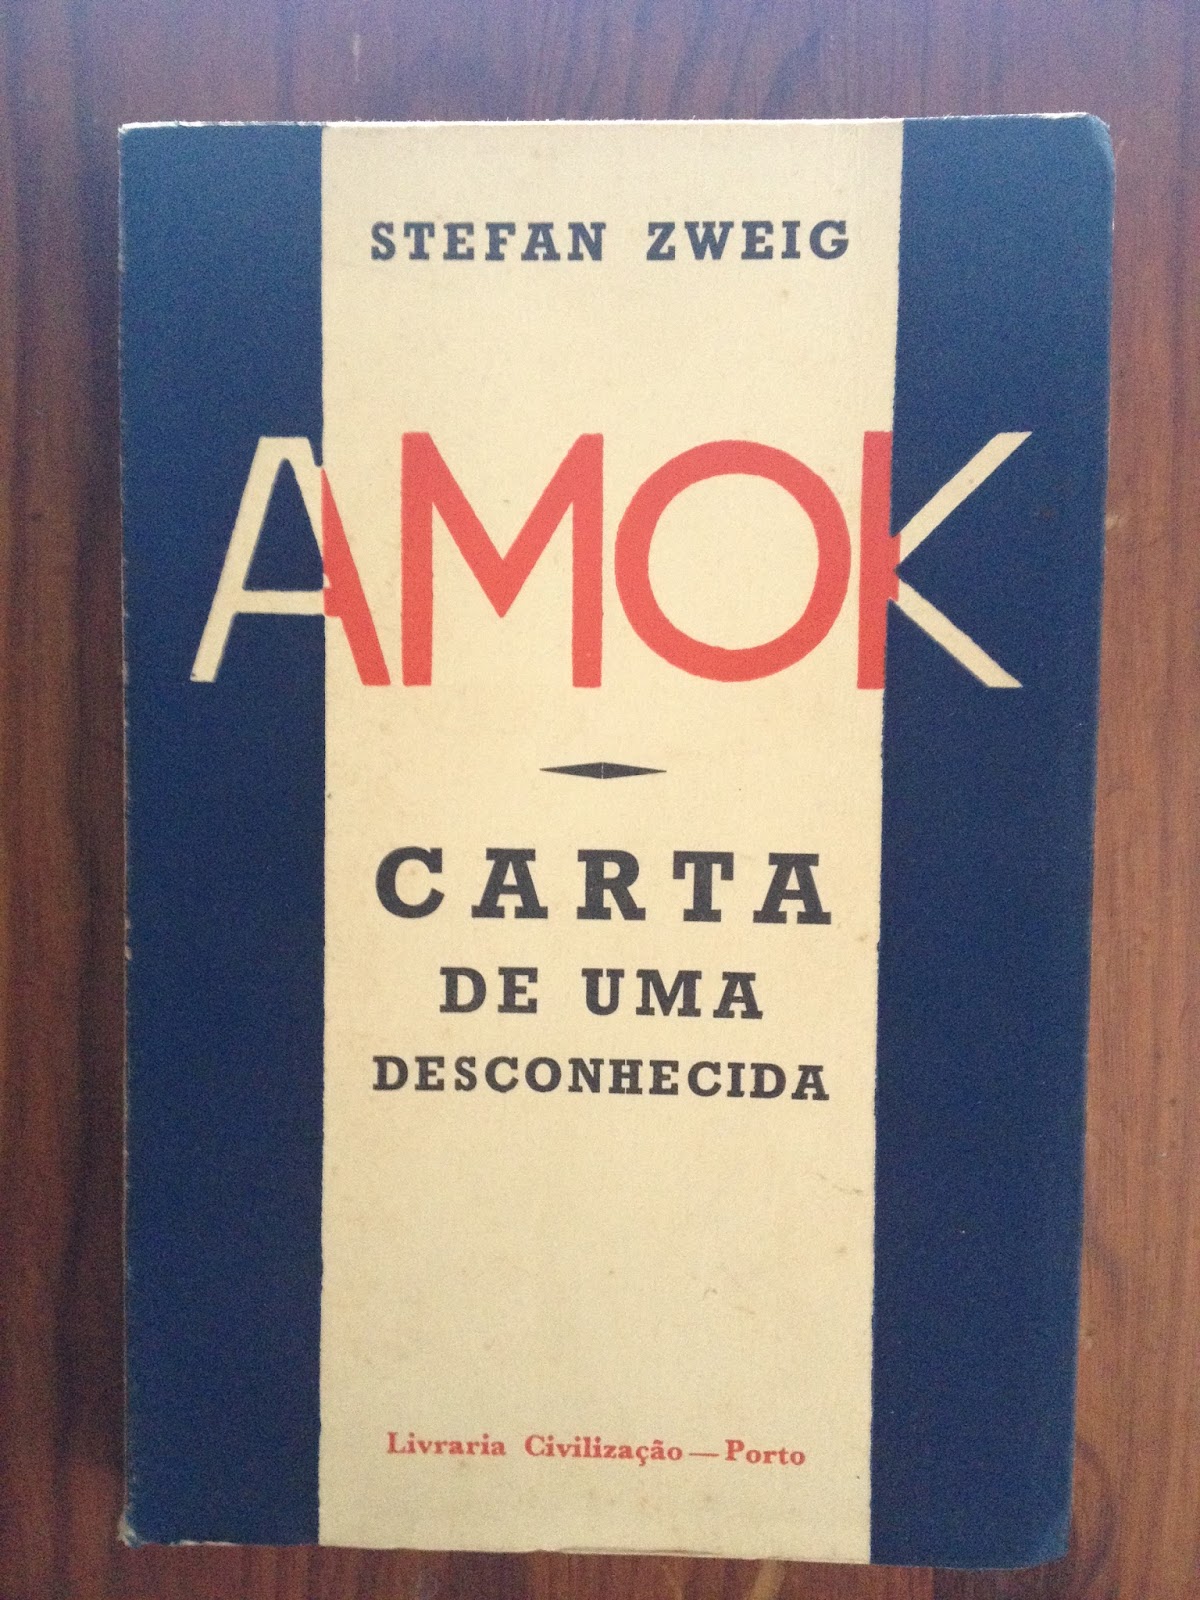 STEFAN ZWEIG
AMOK
CARTA
DE UMA
DESCONHECIDA
Livraria Civilização — Porto